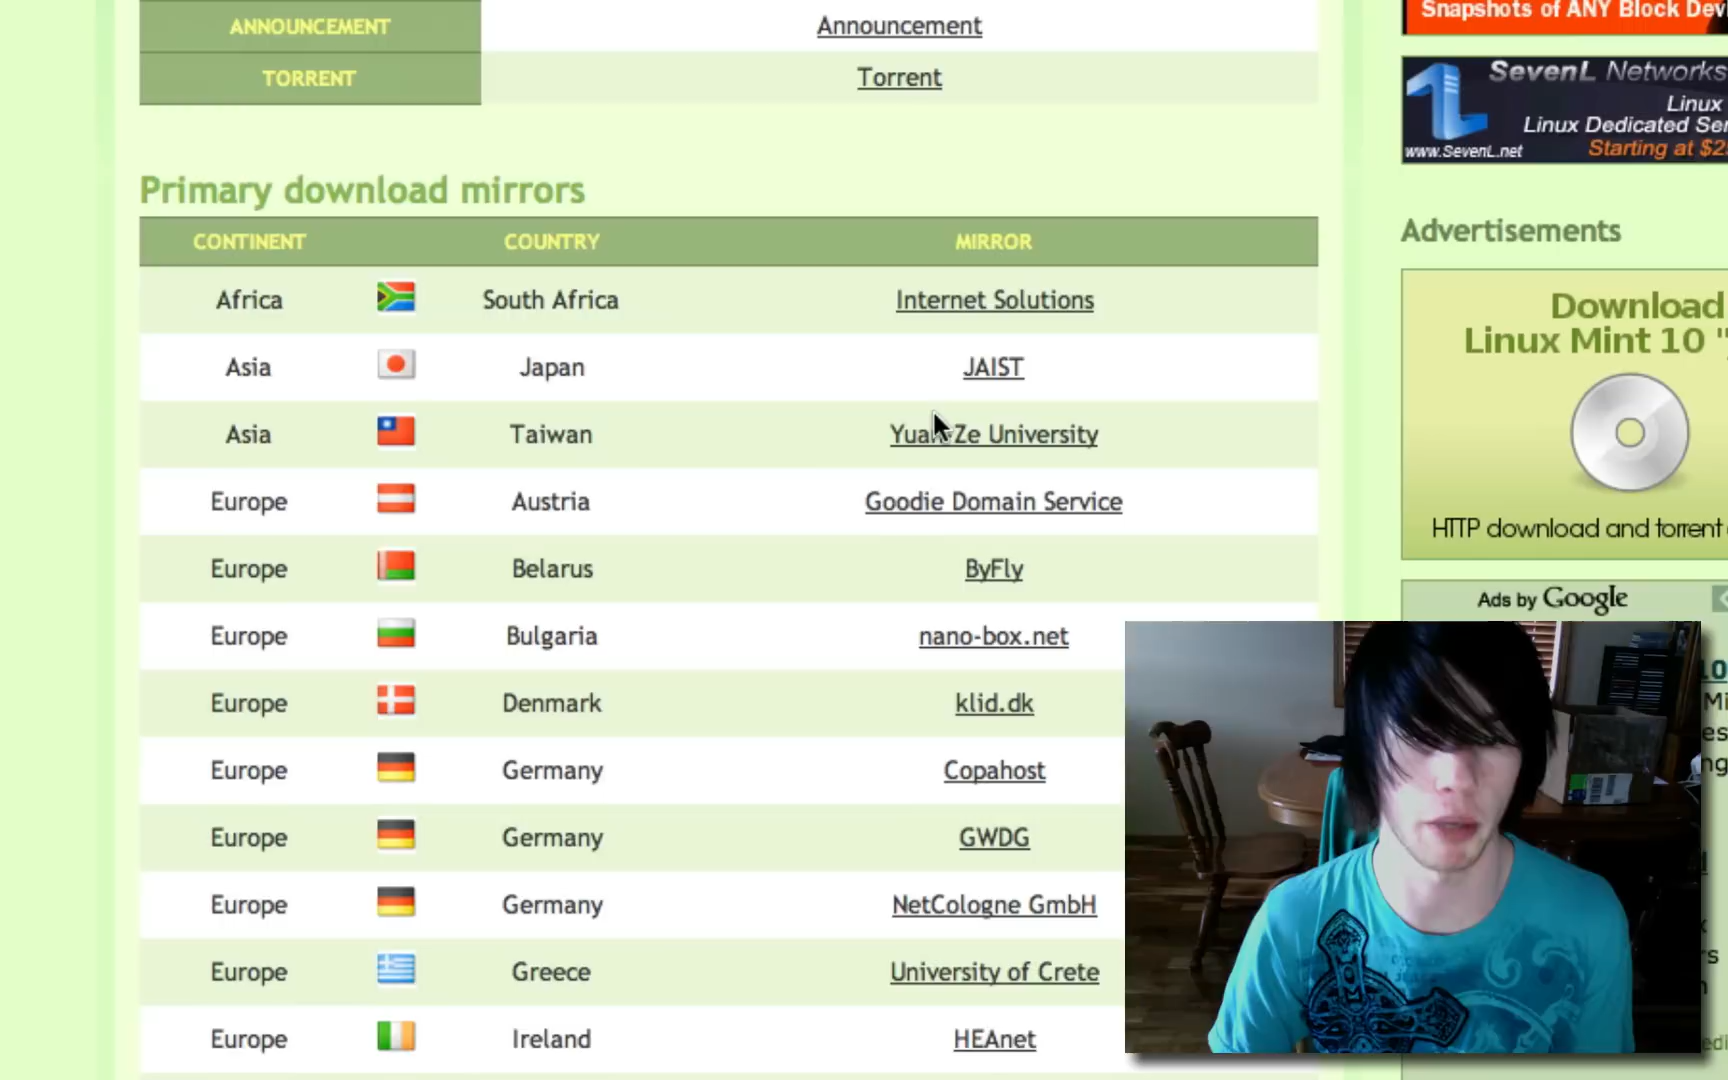 ANNOUNCEMENT Announcement
TORRENT Torrent
Primary download mirrors
CONTINENT COUNTRY MIRROR
Africa South Africa Internet Solutions
Asia Japan JAIST
Asia Taiwan Yuan Ze University
Europe Austria Goodie Domain Service
Europe Belarus ByFly
Europe Bulgaria nano-box.net
Europe Denmark klid.dk
Europe Germany Copahost
Europe Germany GWDG
Europe Germany NetCologne GmbH
Europe Greece University of Crete
Europe Ireland HEAnet
Snapshots of ANY Block Dev
SevenL Networks
Linux
Linux Dedicated Ser
www.SevenL.net Starting at $2
Advertisements
Download
Linux Mint 10 "
HTTP download and torrent
Ads by Google